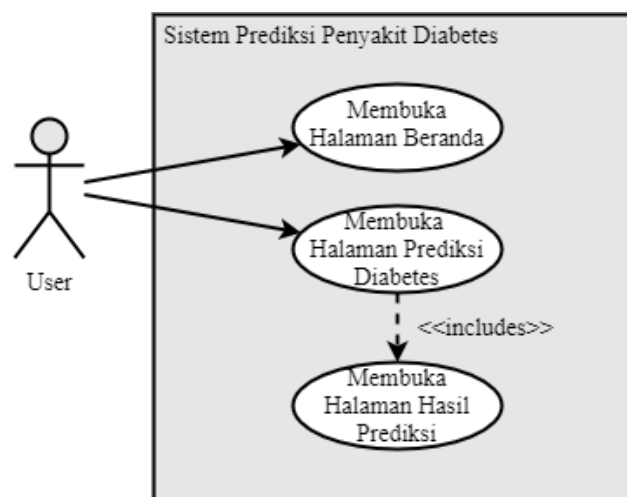 Sistem Prediksi Penyakit Diabetes
Membuka
Halaman Beranda
Membuka
Halaman Prediksi
Diabetes
User
<<includes>>
Membuka
Halaman Hasil
Prediksi